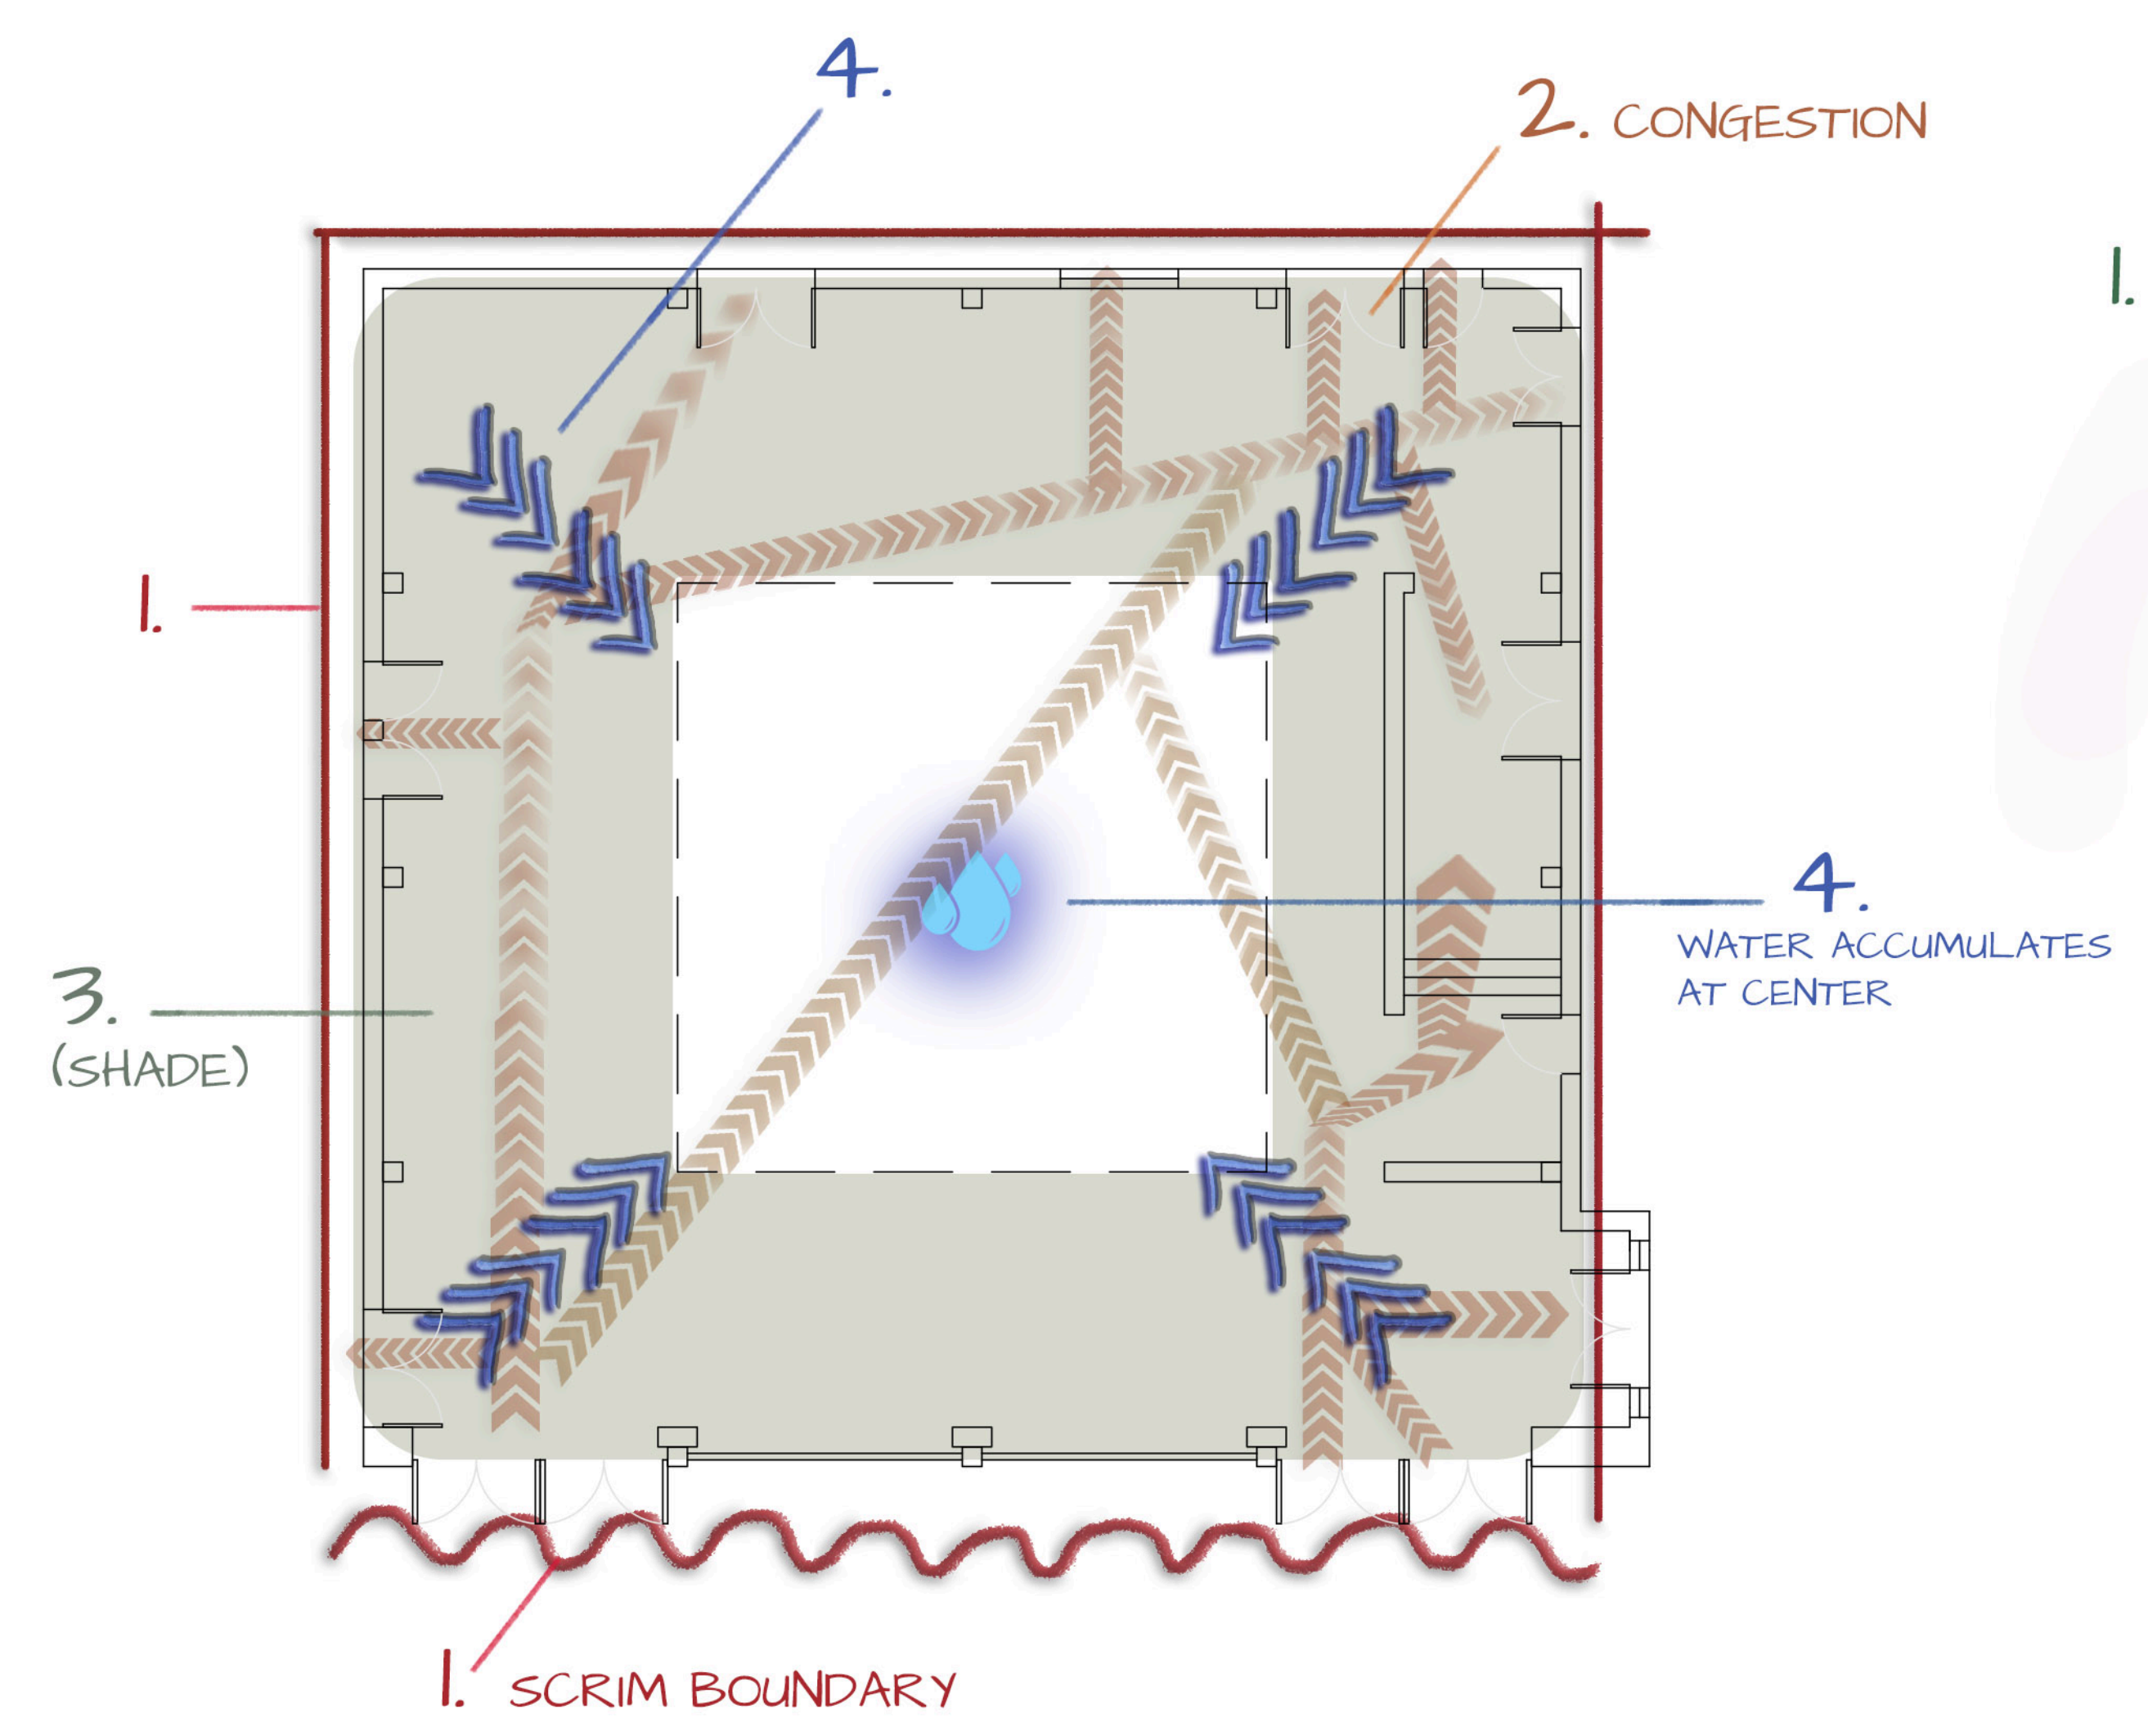 4.
2. CONGESTION
1.
1.
3.
(SHADE)
4.
WATER ACCUMULATES
AT CENTER
1. SCRIM BOUNDARY